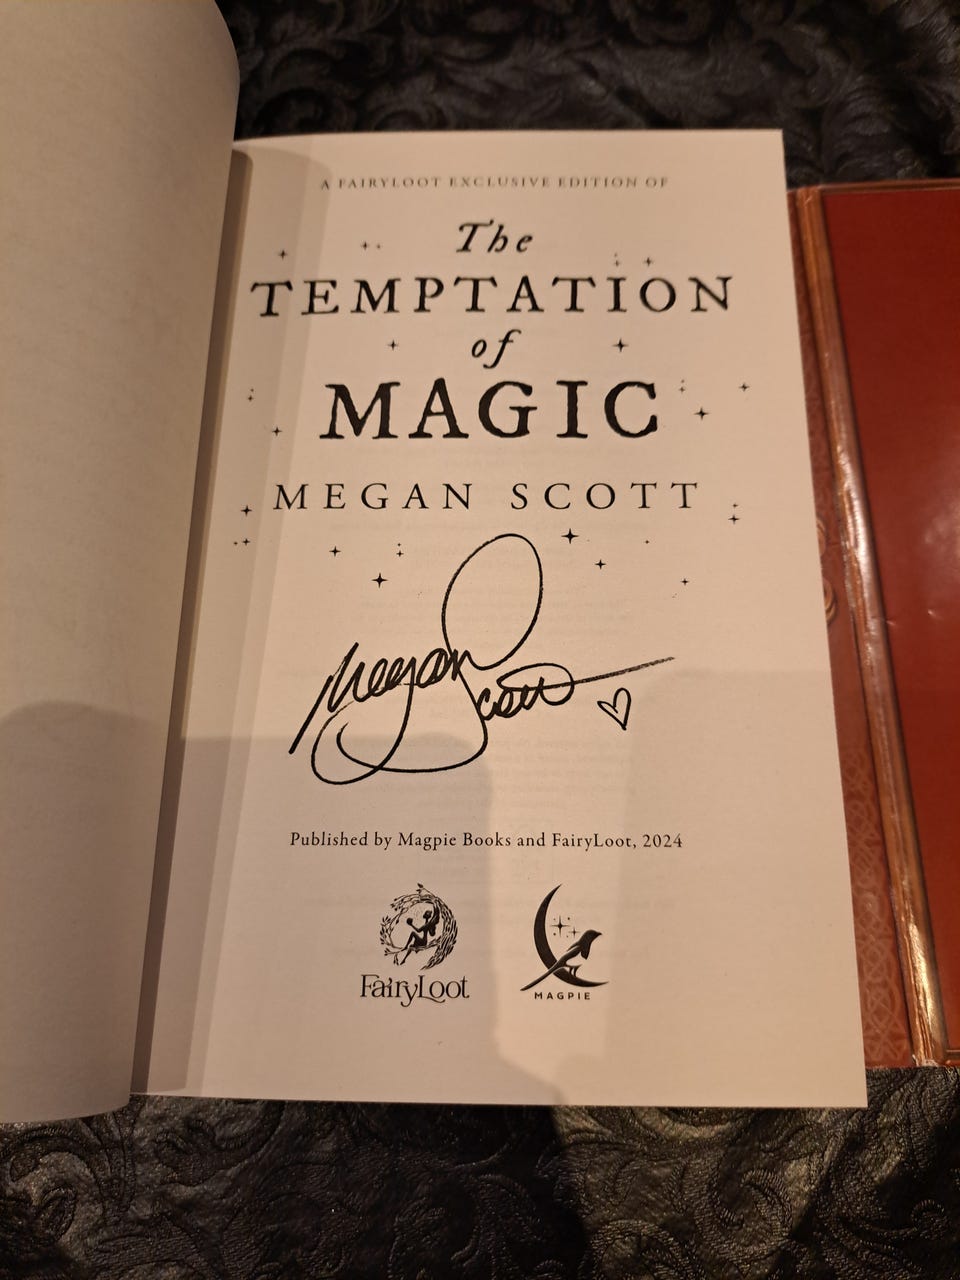 A FAIRYLOOT EXCLUSIVE EDITION OF
The
TEMPTATION
of
MAGIC
MEGAN SCOTT
Megan Scott
Published by Magpie Books and FairyLoot, 2024
FairyLoot
MAGPIE